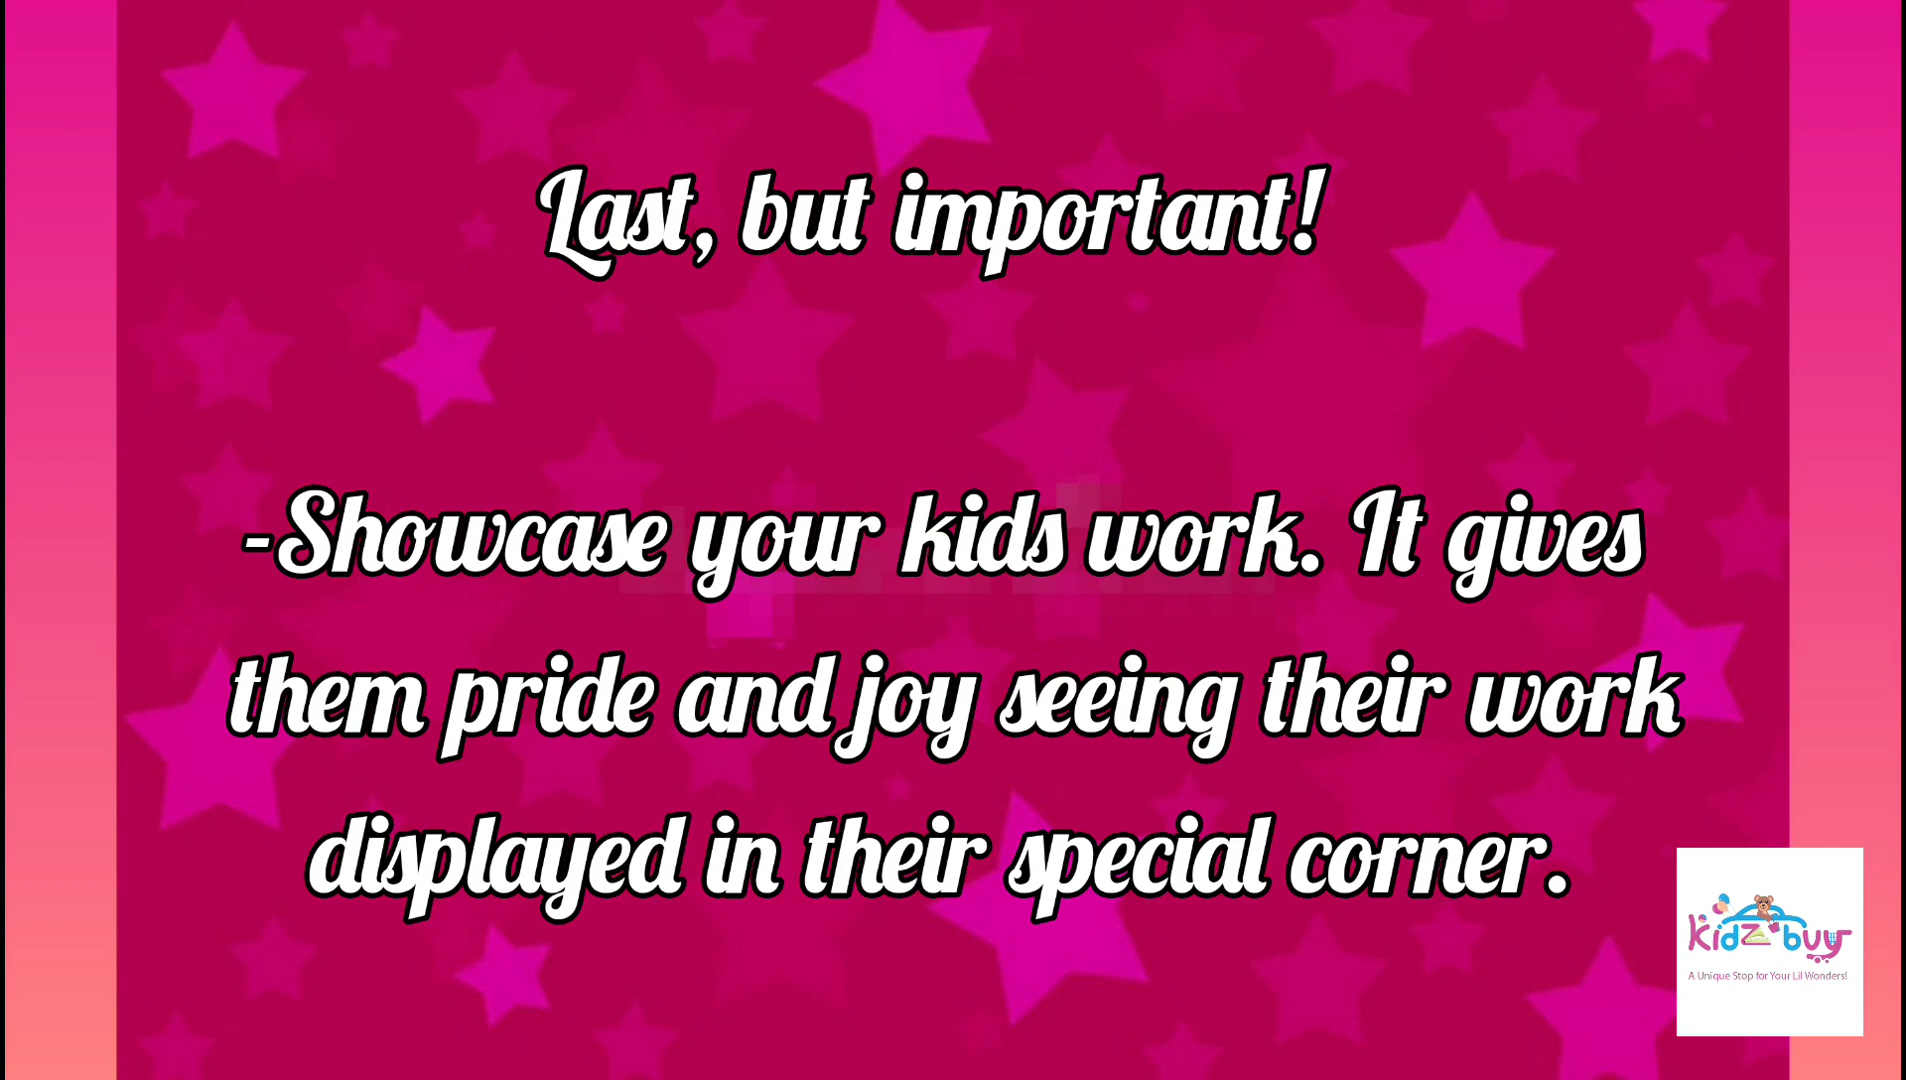 Last, but important!
-Showcase your kids work. It gives
them pride and joy seeing their work
displayed in their special corner.
kidz buy
A Unique Stop for Your Lil Wonders!